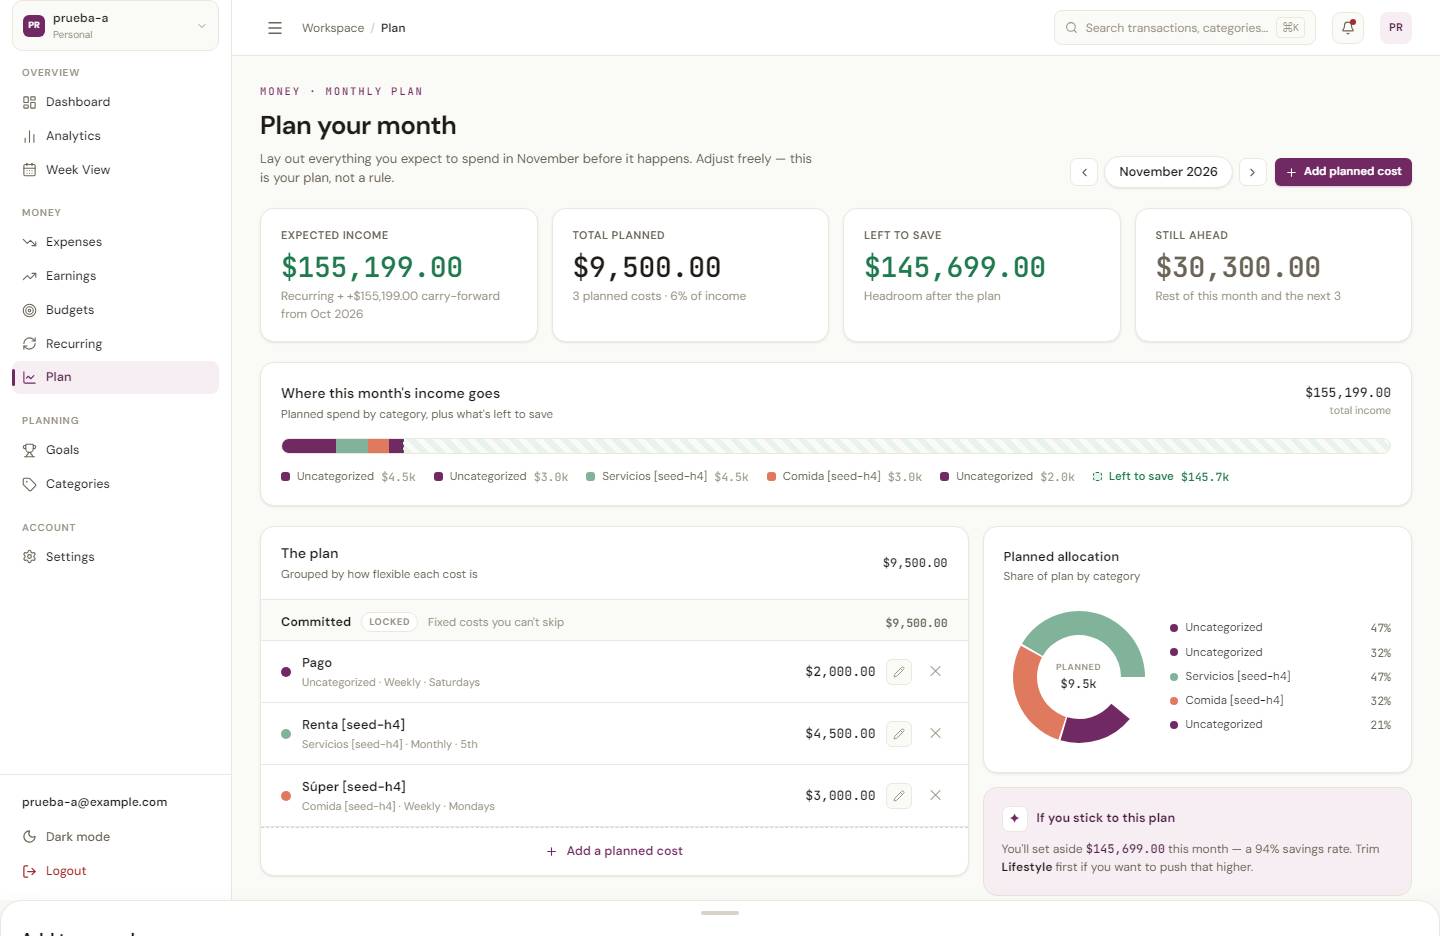 PR
prueba-a
Personal
OVERVIEW
Dashboard
Analytics
Week View
MONEY
Expenses
Earnings
Budgets
Recurring
Plan
PLANNING
Goals
Categories
ACCOUNT
Settings
prueba-a@example.com
Dark mode
Logout
Workspace / Plan
Search transactions, categories...
⌘K
PR
MONEY · MONTHLY PLAN
Plan your month
Lay out everything you expect to spend in November before it happens. Adjust freely — this
is your plan, not a rule.
November 2026
+ Add planned cost
EXPECTED INCOME
$155,199.00
Recurring + +$155,199.00 carry-forward
from Oct 2026
TOTAL PLANNED
$9,500.00
3 planned costs · 6% of income
LEFT TO SAVE
$145,699.00
Headroom after the plan
STILL AHEAD
$30,300.00
Rest of this month and the next 3
Where this month's income goes
$155,199.00
Planned spend by category, plus what's left to save
total income
Uncategorized $4.5k Uncategorized $3.0k Servicios [seed-h4] $4.5k Comida [seed-h4] $3.0k Uncategorized $2.0k Left to save $145.7k
The plan
Grouped by how flexible each cost is
$9,500.00
Committed LOCKED Fixed costs you can't skip $9,500.00
Pago
Uncategorized · Weekly · Saturdays
$2,000.00
Renta [seed-h4]
Servicios [seed-h4] · Monthly · 5th
$4,500.00
Súper [seed-h4]
Comida [seed-h4] · Weekly · Mondays
$3,000.00
+ Add a planned cost
Planned allocation
Share of plan by category
PLANNED
$9.5k
Uncategorized 47%
Uncategorized 32%
Servicios [seed-h4] 47%
Comida [seed-h4] 32%
Uncategorized 21%
If you stick to this plan
You'll set aside $145,699.00 this month — a 94% savings rate. Trim
Lifestyle first if you want to push that higher.